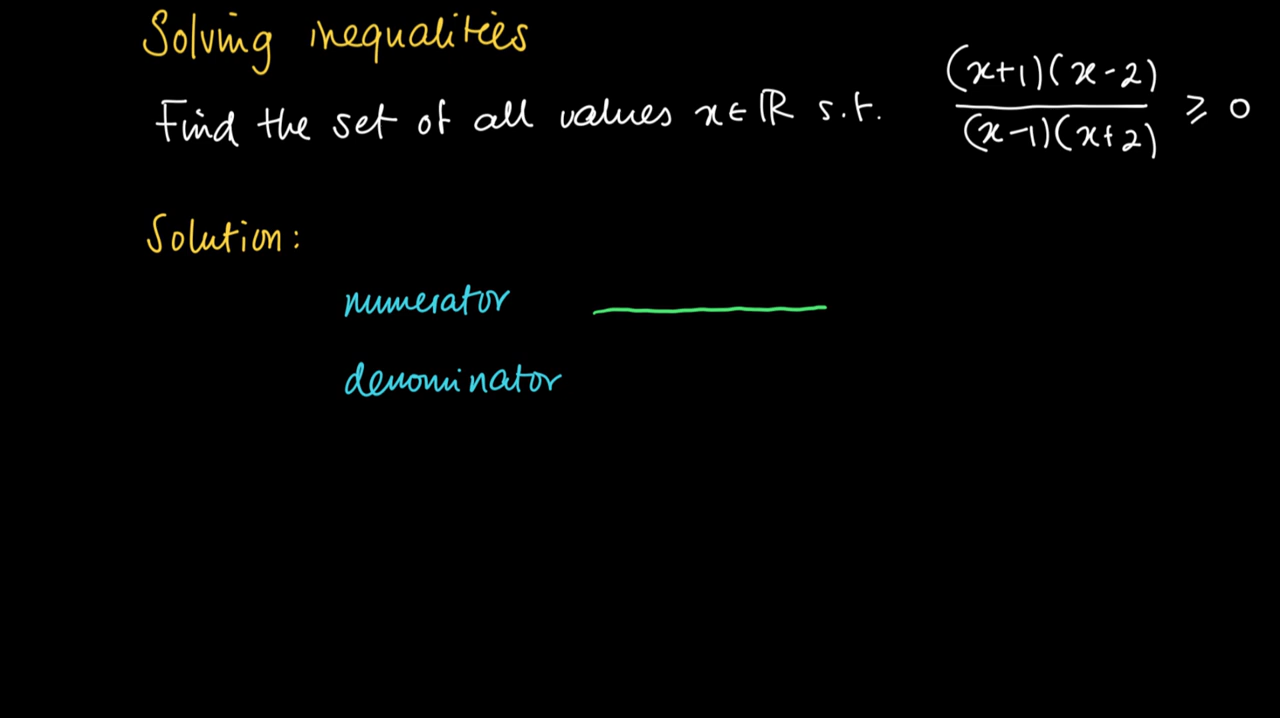 Solving inequalities
Find the set of all values x∈ℝ s.t. (x+1)(x-2)/(x-1)(x+2) ≥ 0
Solution:
numerator
denominator